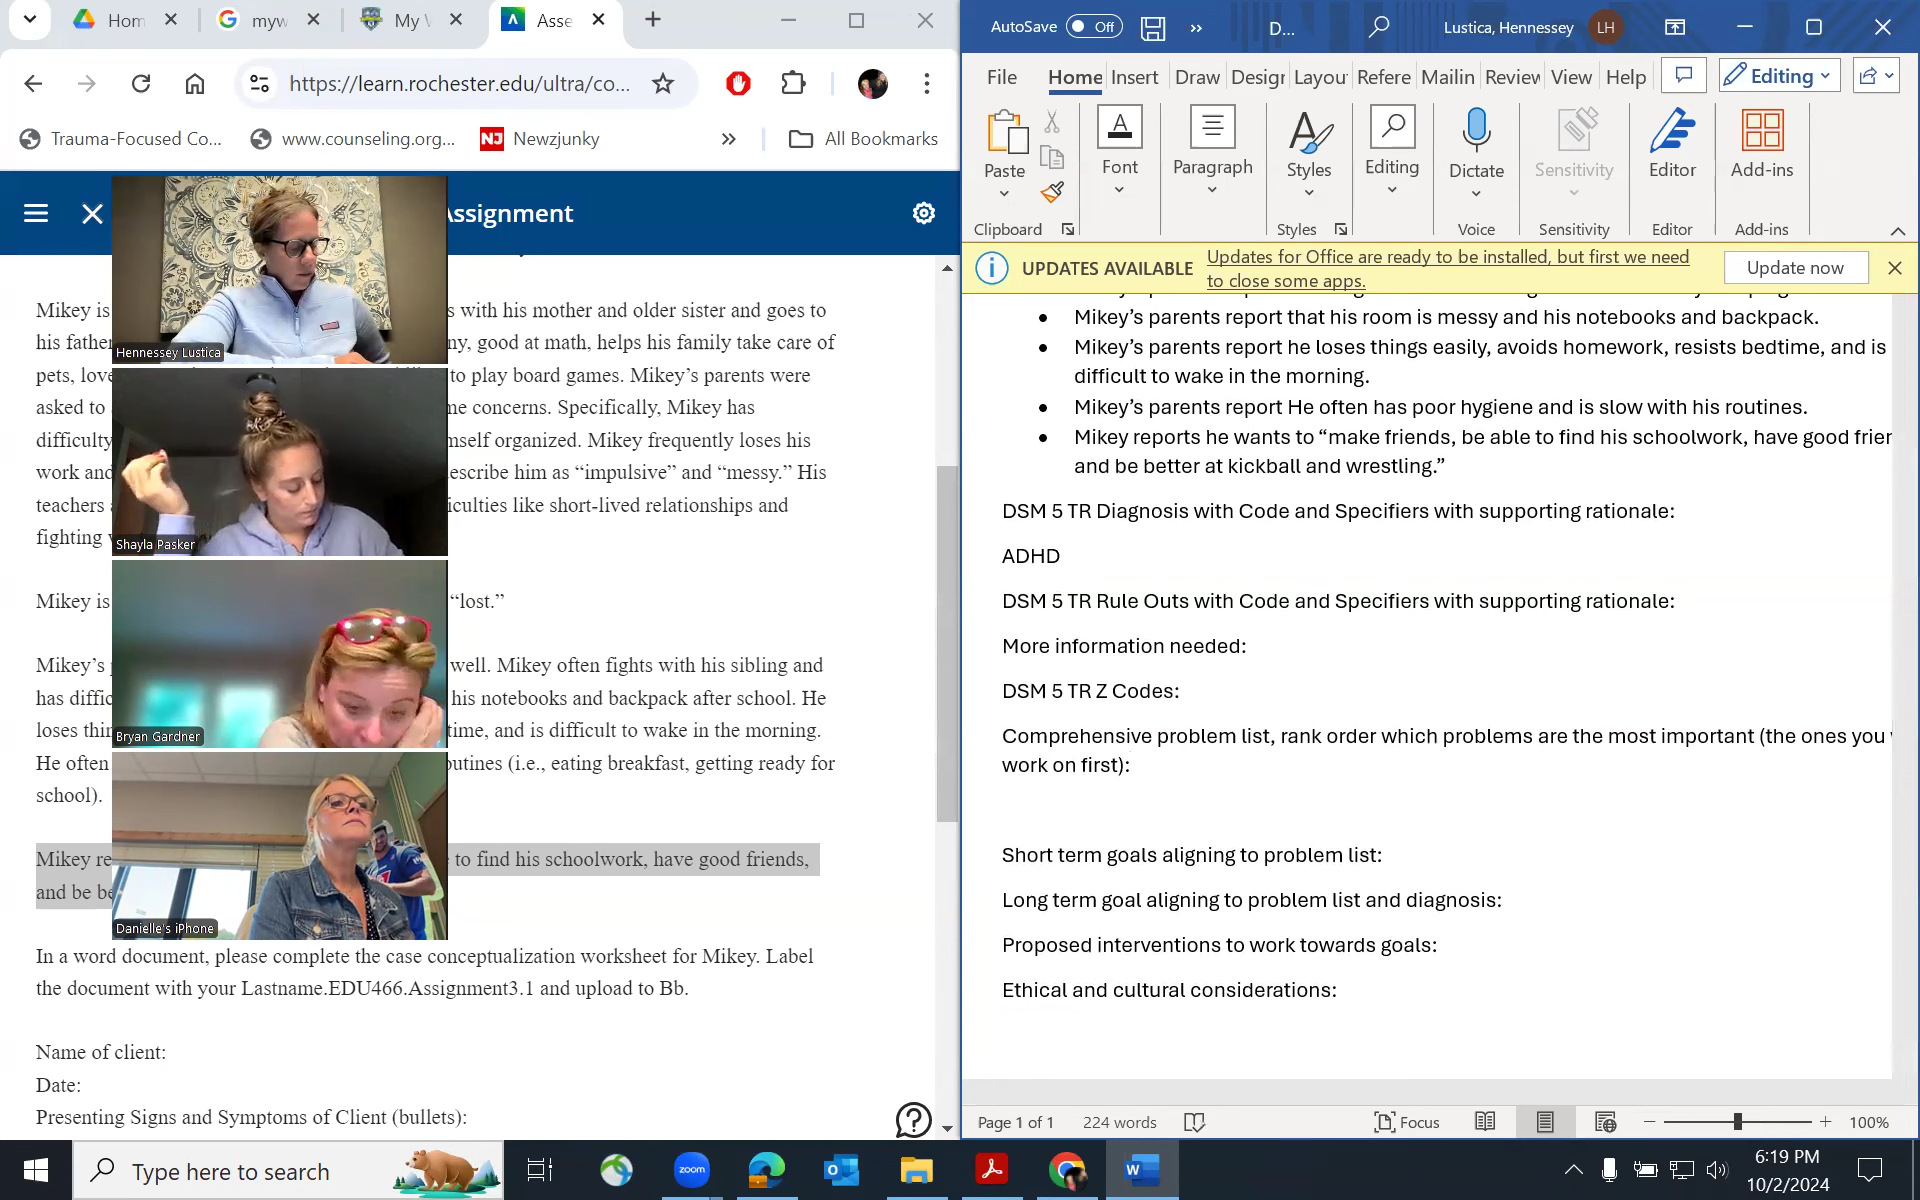 Hom
myw
My
Asse
https://learn.rochester.edu/ultra/co...
Trauma-Focused Co...
www.counseling.org...
NJ
Newzjunky
All Bookmarks
Assignment
Mikey is
s with his mother and older sister and goes to
his father
ny, good at math, helps his family take care of
pets, love
to play board games. Mikey's parents were
asked to
ne concerns. Specifically, Mikey has
difficulty
mself organized. Mikey frequently loses his
work and
escribe him as "impulsive" and "messy." His
teachers
iculties like short-lived relationships and
fighting
Mikey is
"lost."
Mikey's
well. Mikey often fights with his sibling and
has diffic
his notebooks and backpack after school. He
loses thin
time, and is difficult to wake in the morning.
He often
outines (i.e., eating breakfast, getting ready for
school).
Mikey re
to find his schoolwork, have good friends,
and be be
In a word document, please complete the case conceptualization worksheet for Mikey. Label
the document with your Lastname.EDU466.Assignment3.1 and upload to Bb.
Name of client:
Date:
Presenting Signs and Symptoms of Client (bullets):
Hennessey Lustica
Shayla Pasker
Bryan Gardner
Danielle's iPhone
AutoSave Off
D...
Lustica, Hennessey LH
File Home Insert Draw Design Layou Refere Mailin Review View Help
Editing
Paste
Font
Paragraph
Styles
Editing
Dictate
Sensitivity
Editor
Add-ins
Clipboard
Styles
Voice
Sensitivity
Editor
Add-ins
UPDATES AVAILABLE
Updates for Office are ready to be installed, but first we need
to close some apps.
Update now
• Mikey's parents report that his room is messy and his notebooks and backpack.
• Mikey's parents report he loses things easily, avoids homework, resists bedtime, and is
difficult to wake in the morning.
• Mikey's parents report He often has poor hygiene and is slow with his routines.
• Mikey reports he wants to "make friends, be able to find his schoolwork, have good frier
and be better at kickball and wrestling."
DSM 5 TR Diagnosis with Code and Specifiers with supporting rationale:
ADHD
DSM 5 TR Rule Outs with Code and Specifiers with supporting rationale:
More information needed:
DSM 5 TR Z Codes:
Comprehensive problem list, rank order which problems are the most important (the ones you
work on first):
Short term goals aligning to problem list:
Long term goal aligning to problem list and diagnosis:
Proposed interventions to work towards goals:
Ethical and cultural considerations:
Page 1 of 1
224 words
Focus
100%
Type here to search
zoom
6:19 PM
10/2/2024